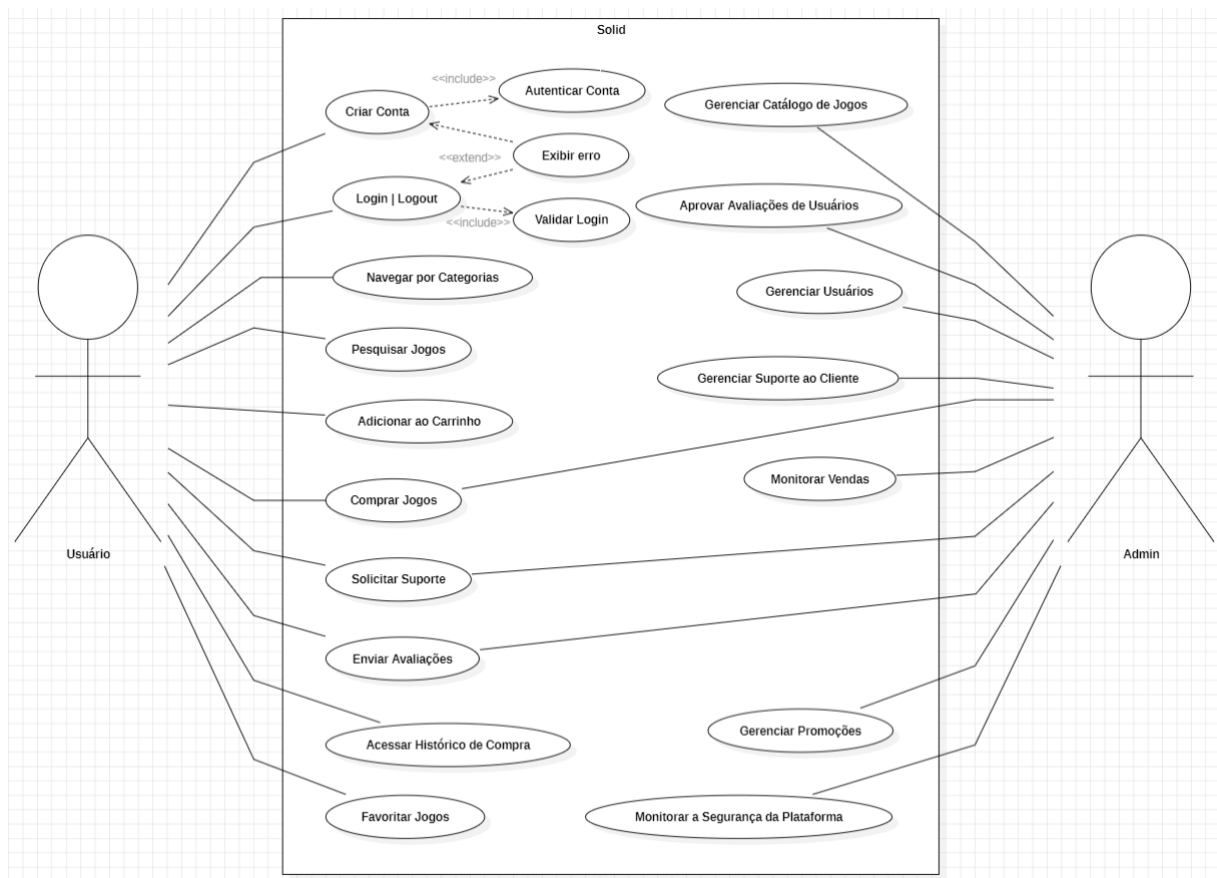 Solid
<<include>>
Autenticar Conta
Gerenciar Catálogo de Jogos
Criar Conta
<<extend>>
Exibir erro
Login | Logout
Aprovar Avaliações de Usuários
<<include>>
Validar Login
Navegar por Categorias
Gerenciar Usuários
Pesquisar Jogos
Gerenciar Suporte ao Cliente
Adicionar ao Carrinho
Comprar Jogos
Monitorar Vendas
Usuário
Admin
Solicitar Suporte
Enviar Avaliações
Acessar Histórico de Compra
Gerenciar Promoções
Favoritar Jogos
Monitorar a Segurança da Plataforma